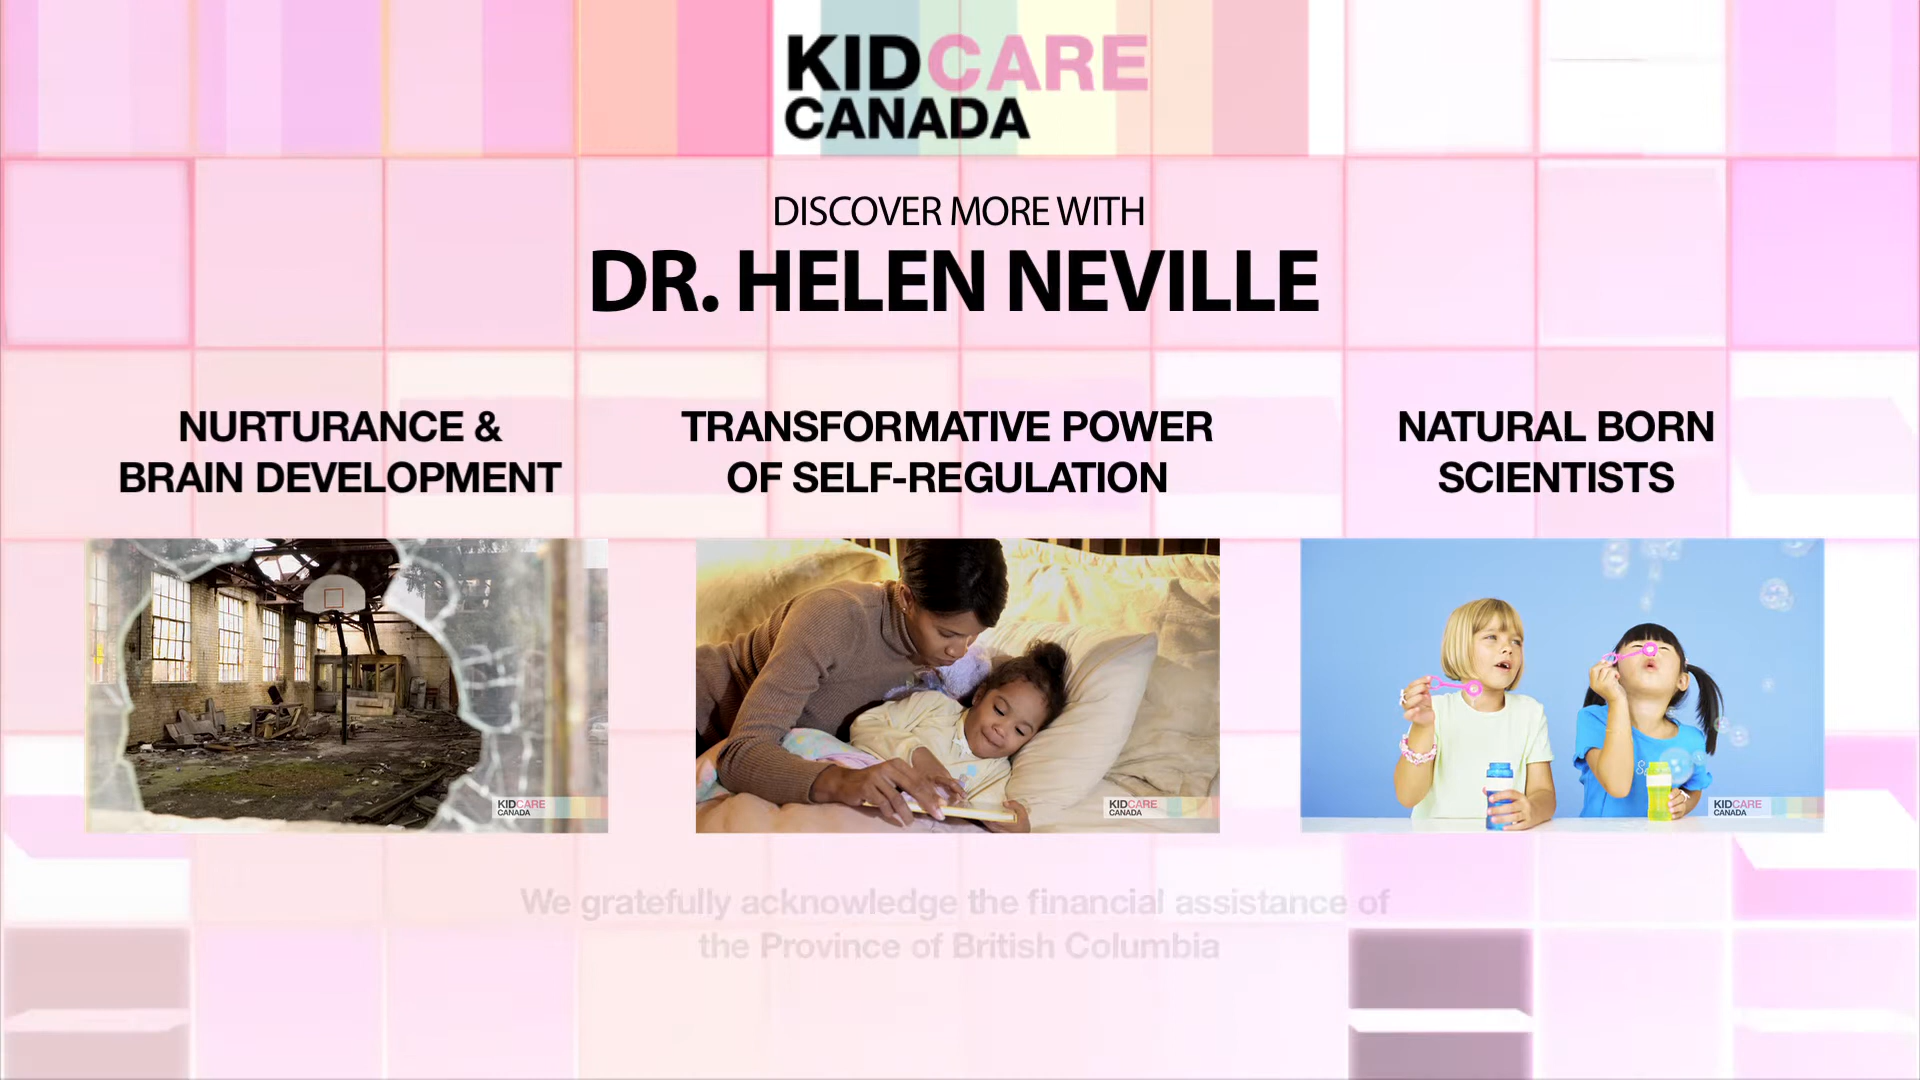 KIDCARE
CANADA
DISCOVER MORE WITH
DR. HELEN NEVILLE
NURTURANCE &
BRAIN DEVELOPMENT
TRANSFORMATIVE POWER
OF SELF-REGULATION
NATURAL BORN
SCIENTISTS
KIDCARE
CANADA
KIDCARE
CANADA
KIDCARE
CANADA
We gratefully acknowledge the financial assistance of
the Province of British Columbia